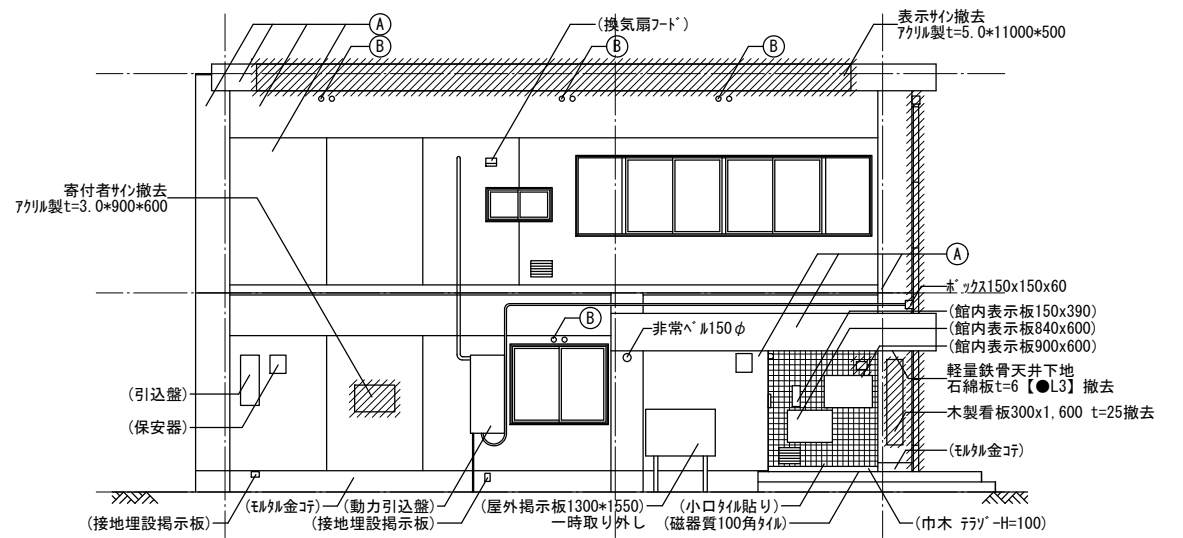 Ⓐ
Ⓑ
(換気扇ﾌｰﾄﾞ)
Ⓑ
Ⓑ
表示ｻｲﾝ撤去
ｱｸﾘﾙ製t=5.0*11000*500
寄付者ｻｲﾝ撤去
ｱｸﾘﾙ製t=3.0*900*600
Ⓐ
ﾎﾞｯｸｽ150x150x60
(館内表示板150x390)
(館内表示板840x600)
(館内表示板900x600)
Ⓑ
非常ﾍﾞﾙ150φ
軽量鉄骨天井下地
石綿板t=6【●L3】撤去
木製看板300x1,600 t=25撤去
(引込盤)
(保安器)
(ﾓﾙﾀﾙ金ｺﾃ)
(ﾓﾙﾀﾙ金ｺﾃ)
(動力引込盤)
(屋外掲示板1300*1550)
一時取り外し
(小口ﾀｲﾙ貼り)
(接地埋設掲示板)
(接地埋設掲示板)
(磁器質100角ﾀｲﾙ)
(巾木 ﾃﾗｿﾞｰH=100)